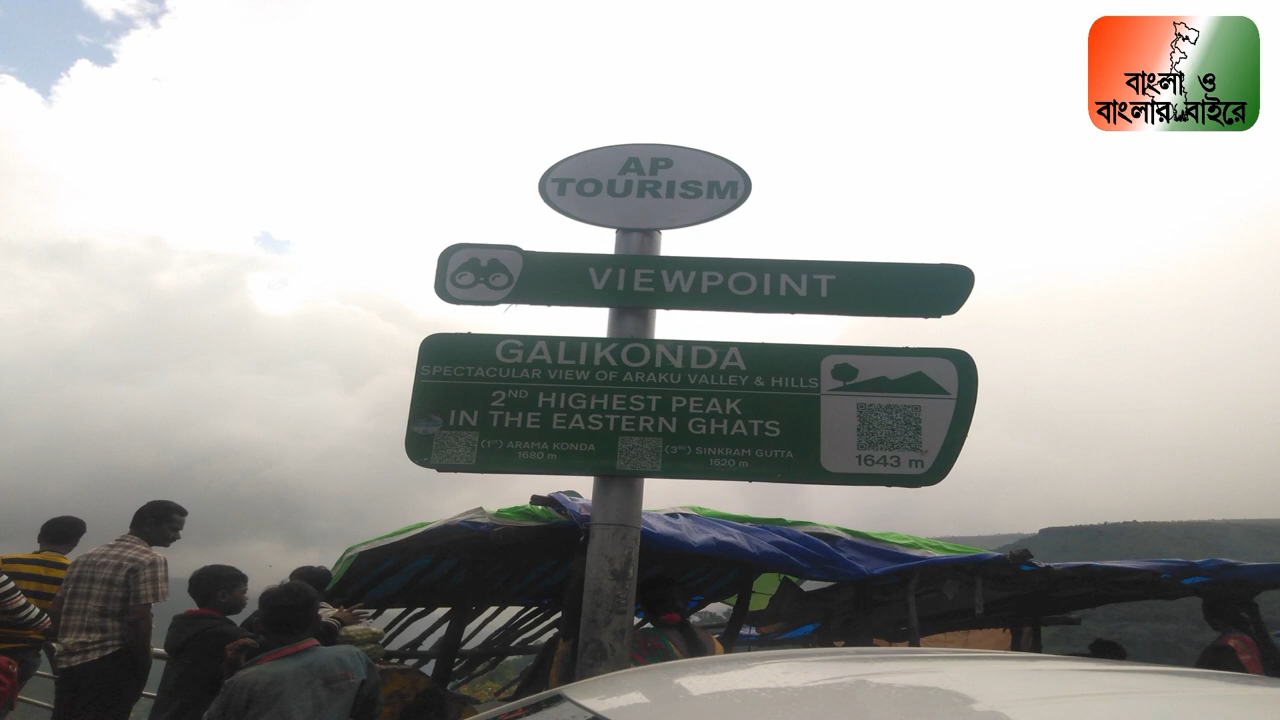 বাংলা ও
বাংলার বাইরে
AP
TOURISM
VIEWPOINT
GALIKONDA
SPECTACULAR VIEW OF ARAKU VALLEY & HILLS
2ND HIGHEST PEAK
IN THE EASTERN GHATS
(1ST) ARAMA KONDA
1680 m
(3RD) SINKRAM GUTTA
1620 m
1643 m